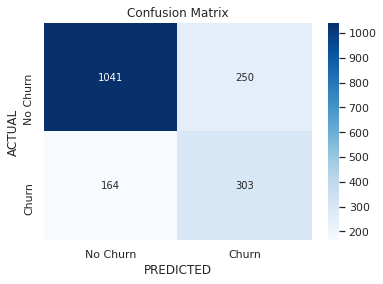 Confusion Matrix
ACTUAL
No Churn
Churn
1041
250
164
303
No Churn
Churn
PREDICTED
1000
900
800
700
600
500
400
300
200